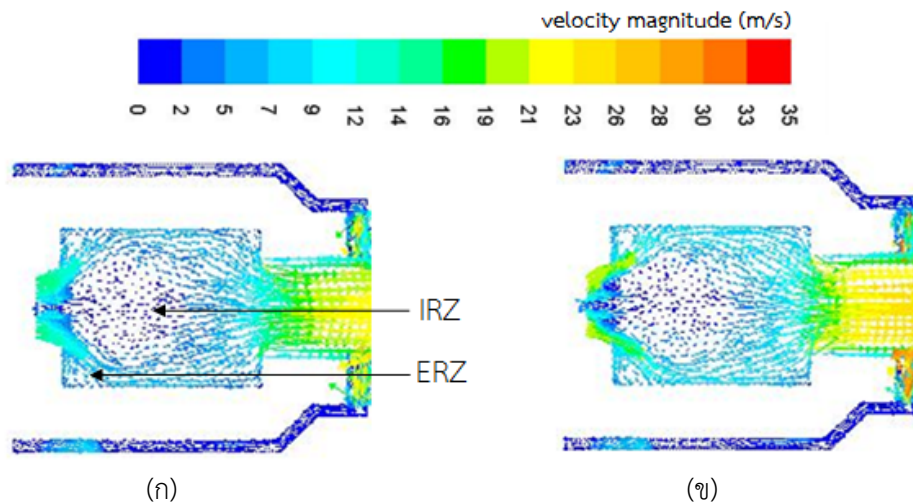 velocity magnitude (m/s)
0 2 5 7 9 12 14 16 19 21 23 26 28 30 33 35
IRZ
ERZ
(ก) (ข)